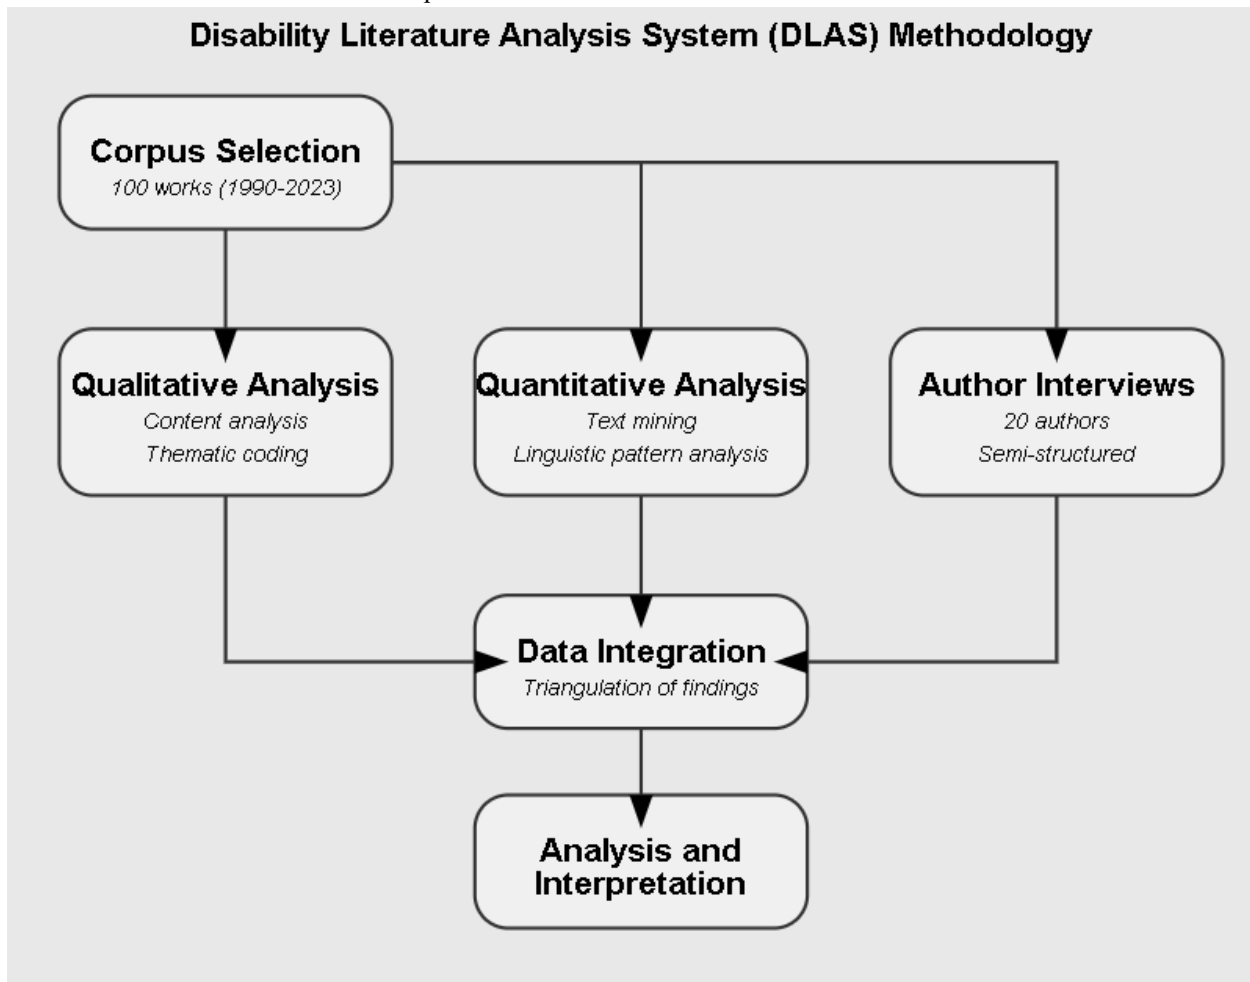 Disability Literature Analysis System (DLAS) Methodology
Corpus Selection
100 works (1990-2023)
Qualitative Analysis
Content analysis
Thematic coding
Quantitative Analysis
Text mining
Linguistic pattern analysis
Author Interviews
20 authors
Semi-structured
Data Integration
Triangulation of findings
Analysis and
Interpretation